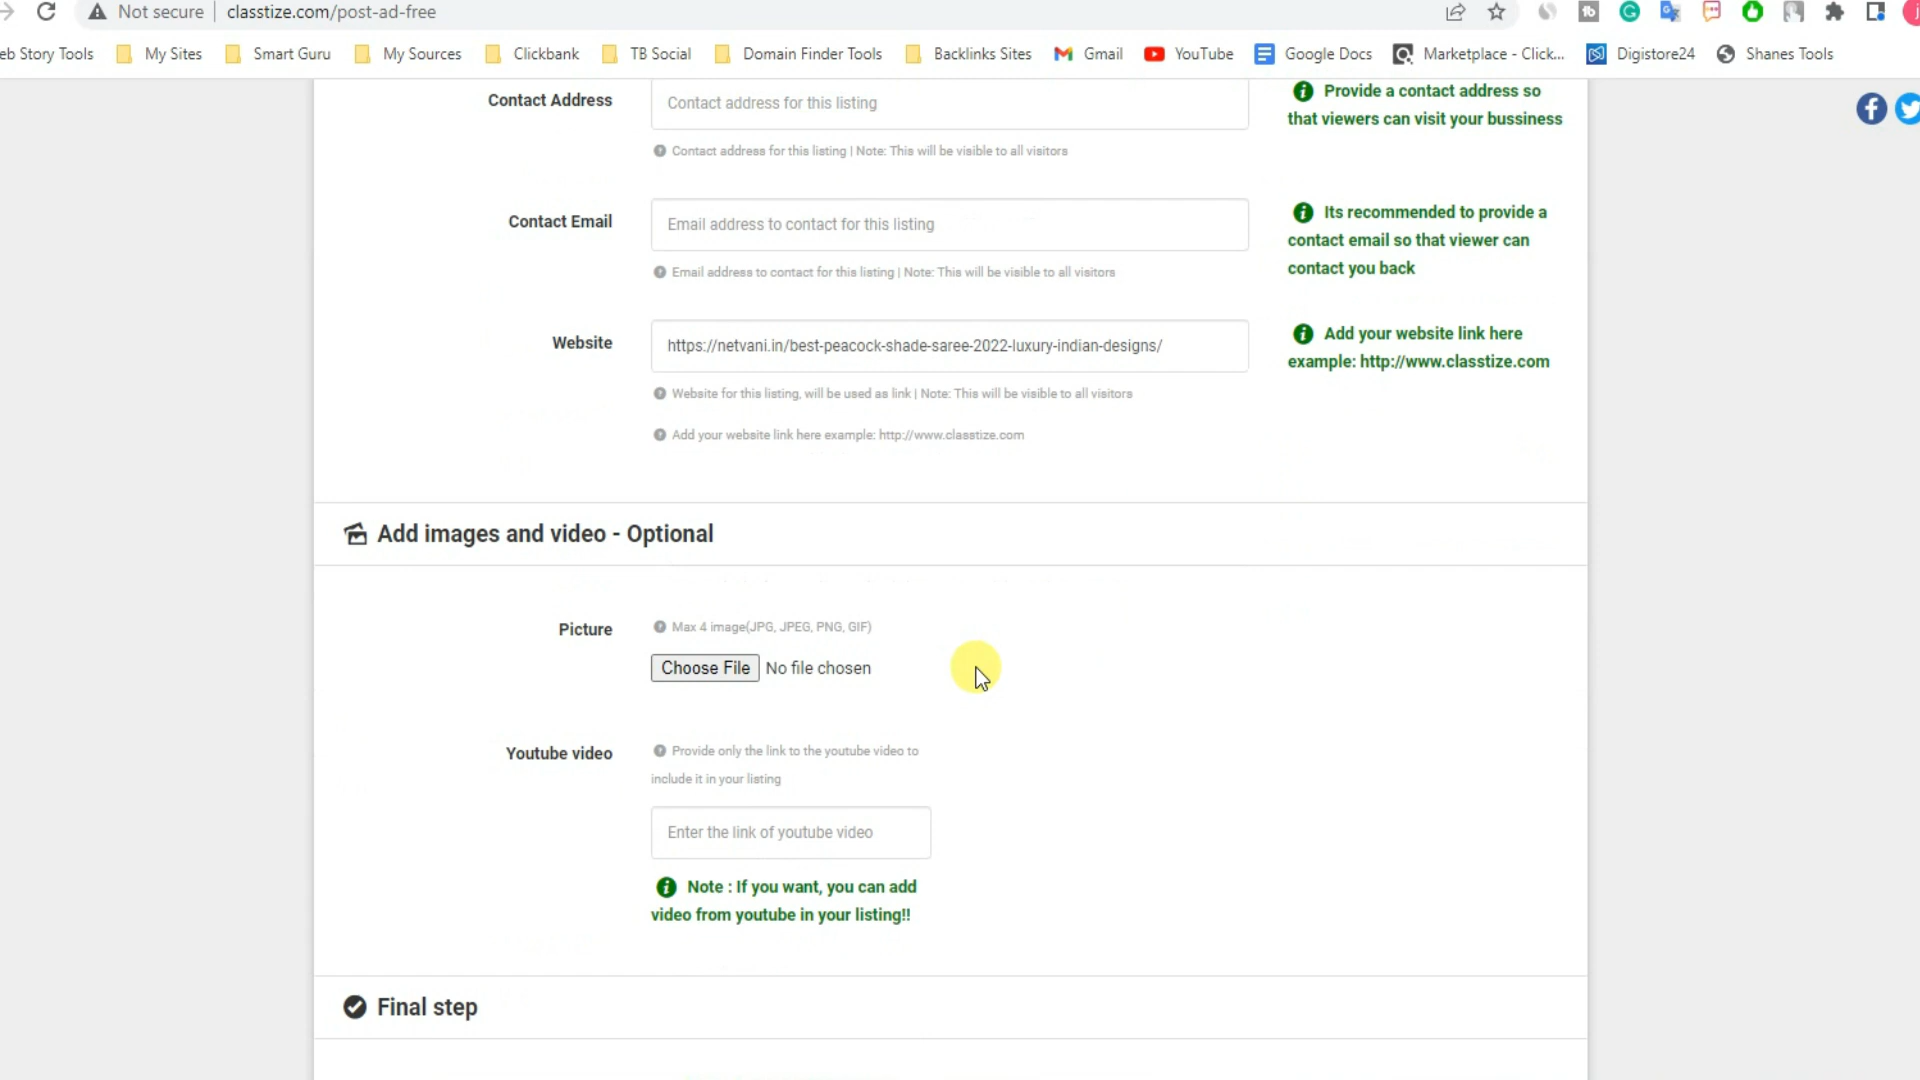 Not secure classtize.com/post-ad-free
eb Story Tools My Sites Smart Guru My Sources Clickbank TB Social Domain Finder Tools Backlinks Sites Gmail YouTube Google Docs Marketplace - Click... Digistore24 Shanes Tools
Contact Address
Contact address for this listing
Contact address for this listing | Note: This will be visible to all visitors
Provide a contact address so
that viewers can visit your bussiness
Contact Email
Email address to contact for this listing
Email address to contact for this listing | Note: This will be visible to all visitors
Its recommended to provide a
contact email so that viewer can
contact you back
Website
https://netvani.in/best-peacock-shade-saree-2022-luxury-indian-designs/
Website for this listing, will be used as link | Note: This will be visible to all visitors
Add your website link here example: http://www.classtize.com
Add your website link here
example: http://www.classtize.com
Add images and video - Optional
Picture
Max 4 image(JPG, JPEG, PNG, GIF)
Choose File No file chosen
Youtube video
Provide only the link to the youtube video to
include it in your listing
Enter the link of youtube video
Note : If you want, you can add
video from youtube in your listing!!
Final step